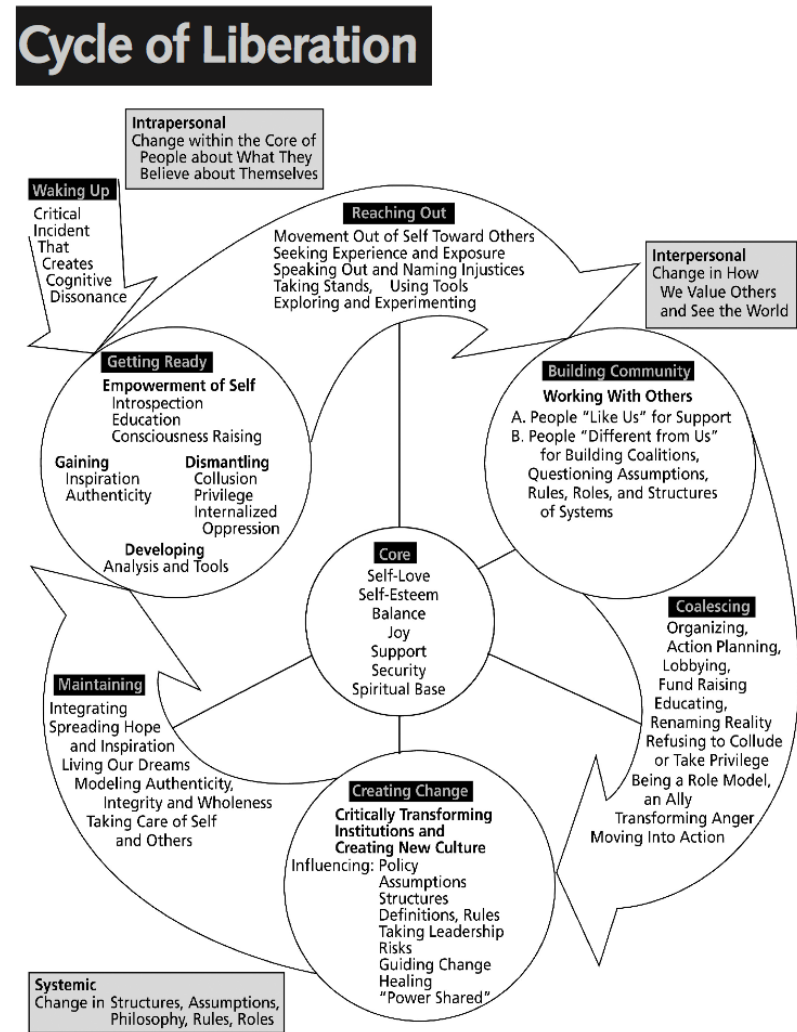 Cycle of Liberation
Intrapersonal
Change within the Core of
People about What They
Believe about Themselves
Waking Up
Critical
Incident
That
Creates
Cognitive
Dissonance
Reaching Out
Movement Out of Self Toward Others
Seeking Experience and Exposure
Speaking Out and Naming Injustices
Taking Stands, Using Tools
Exploring and Experimenting
Interpersonal
Change in How
We Value Others
and See the World
Getting Ready
Empowerment of Self
Introspection
Education
Consciousness Raising
Gaining
Inspiration
Authenticity
Dismantling
Collusion
Privilege
Internalized
Oppression
Developing
Analysis and Tools
Building Community
Working With Others
A. People “Like Us” for Support
B. People “Different from Us”
for Building Coalitions,
Questioning Assumptions,
Rules, Roles, and Structures
of Systems
Core
Self-Love
Self-Esteem
Balance
Joy
Support
Security
Spiritual Base
Coalescing
Organizing,
Action Planning,
Lobbying,
Fund Raising
Educating,
Renaming Reality
Refusing to Collude
or Take Privilege
Being a Role Model,
an Ally
Transforming Anger
Moving Into Action
Maintaining
Integrating
Spreading Hope
and Inspiration
Living Our Dreams
Modeling Authenticity,
Integrity and Wholeness
Taking Care of Self
and Others
Creating Change
Critically Transforming
Institutions and
Creating New Culture
Influencing: Policy
Assumptions
Structures
Definitions, Rules
Taking Leadership
Risks
Guiding Change
Healing
“Power Shared”
Systemic
Change in Structures, Assumptions,
Philosophy, Rules, Roles